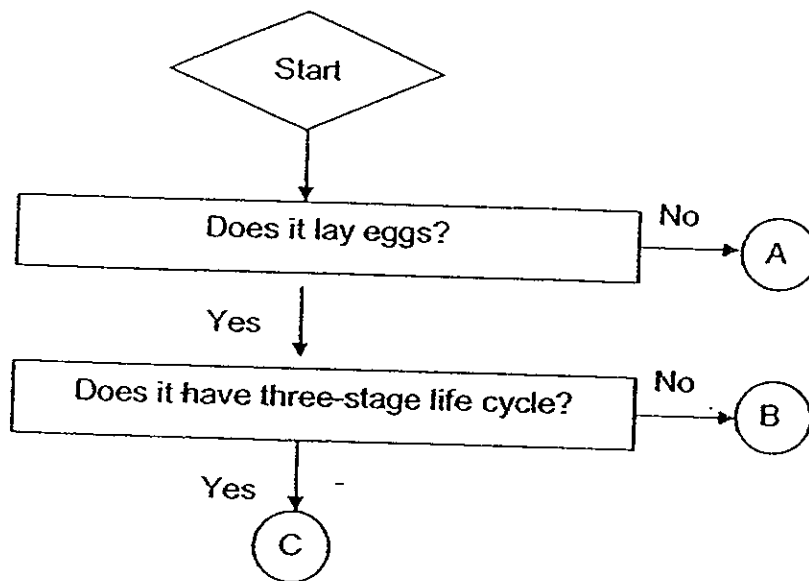 Start
Does it lay eggs?
No
A
Yes
Does it have three-stage life cycle?
No
B
Yes
C